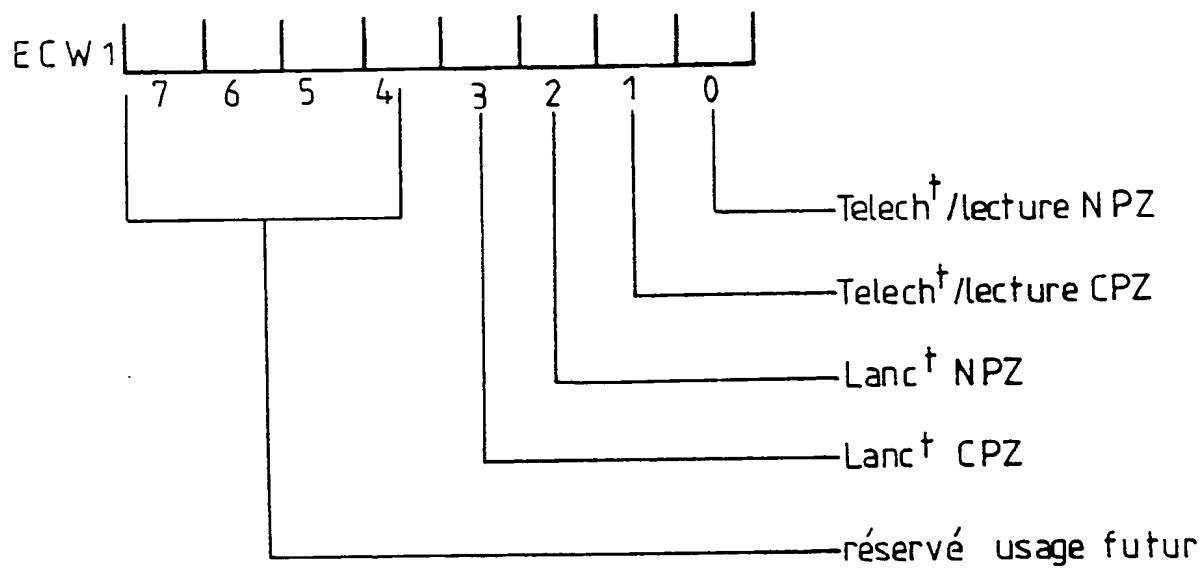 ECW1
7 6 5 4 3 2 1 0
Telech^t/lecture NPZ
Telech^t/lecture CPZ
Lanc^t NPZ
Lanc^t CPZ
réservé usage futur